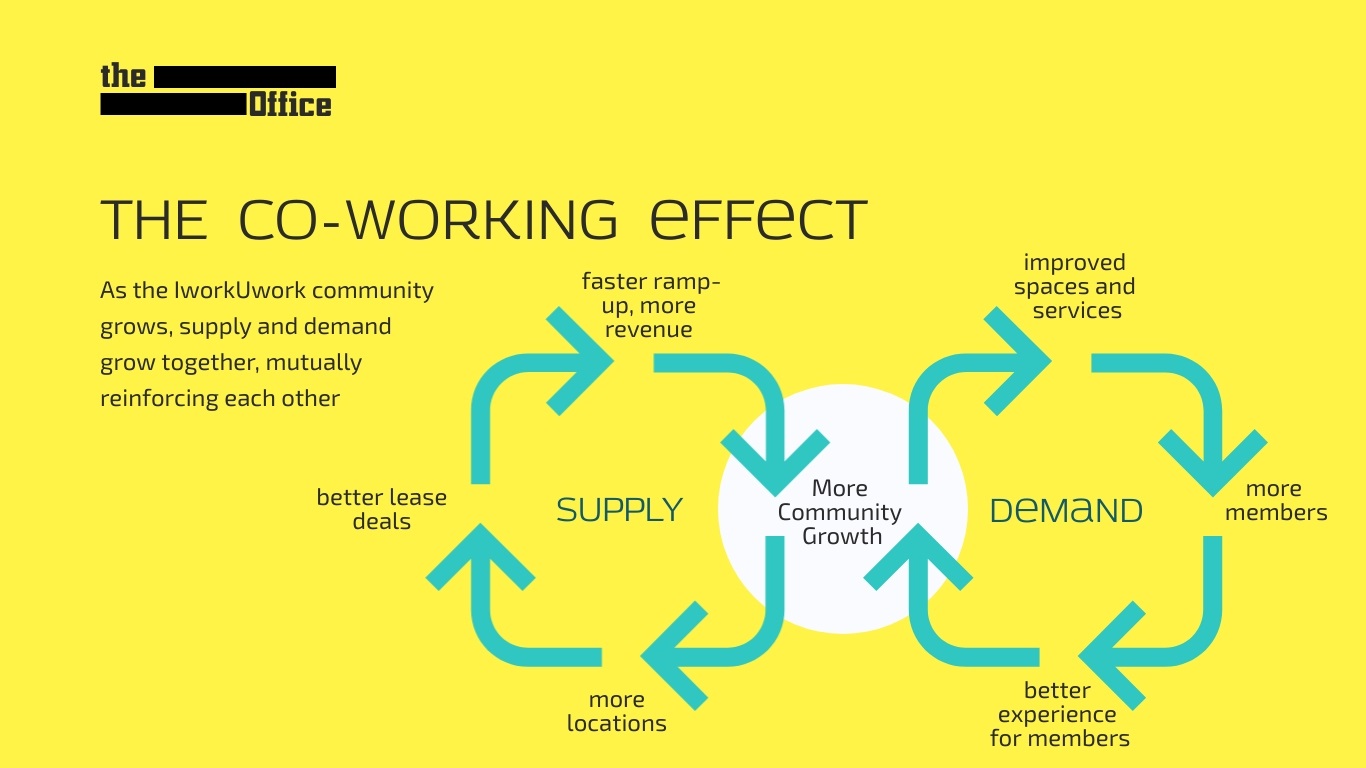 the
Office
THE CO-WORKING eFFeCT
As the IworkUwork community
grows, supply and demand
grow together, mutually
reinforcing each other
faster ramp-
up, more
revenue
improved
spaces and
services
better lease
deals
SUPPLY
More
Community
Growth
DeMaND
more
members
more
locations
better
experience
for members